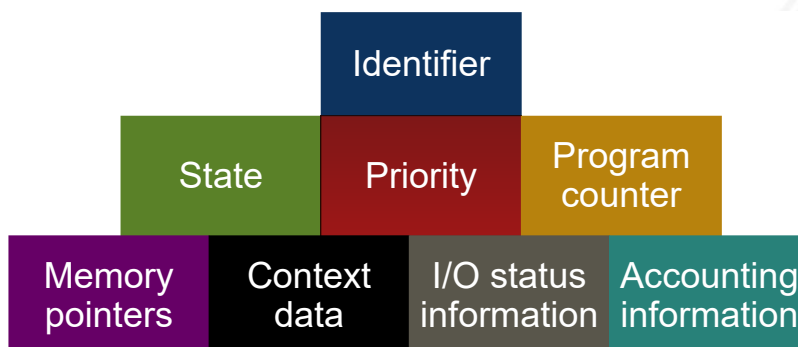 Identifier
State
Priority
Program
counter
Memory
pointers
Context
data
I/O status
information
Accounting
information